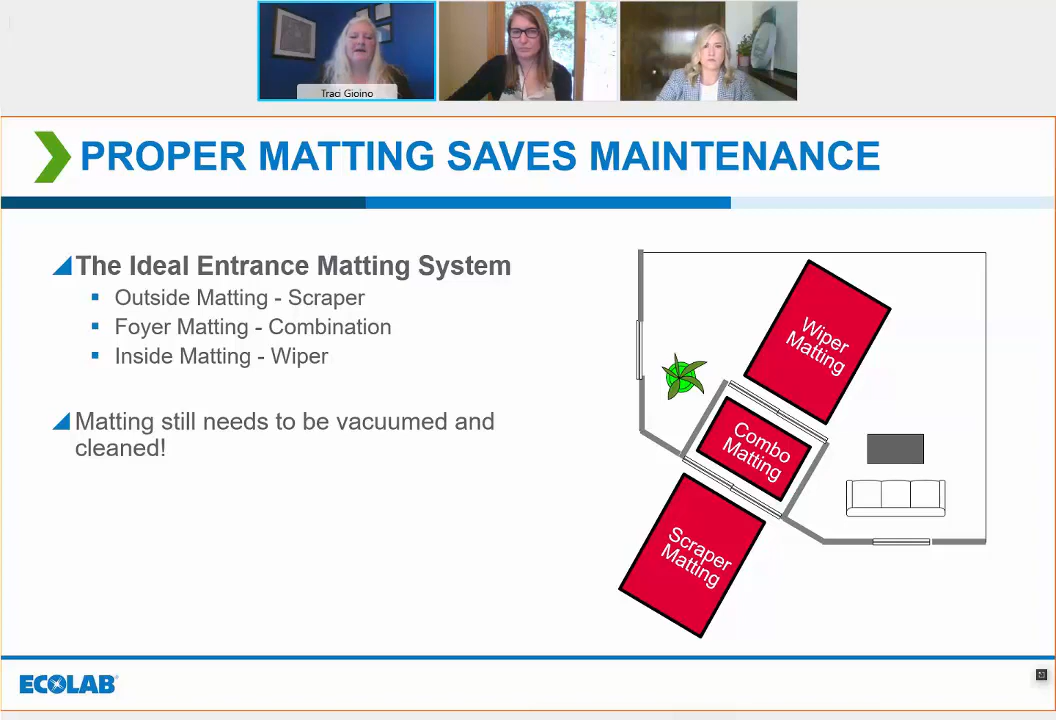 Traci Gioino
PROPER MATTING SAVES MAINTENANCE
The Ideal Entrance Matting System
Outside Matting - Scraper
Foyer Matting - Combination
Inside Matting - Wiper
Matting still needs to be vacuumed and
cleaned!
Wiper
Matting
Combo
Matting
Scraper
Matting
ECOLAB®